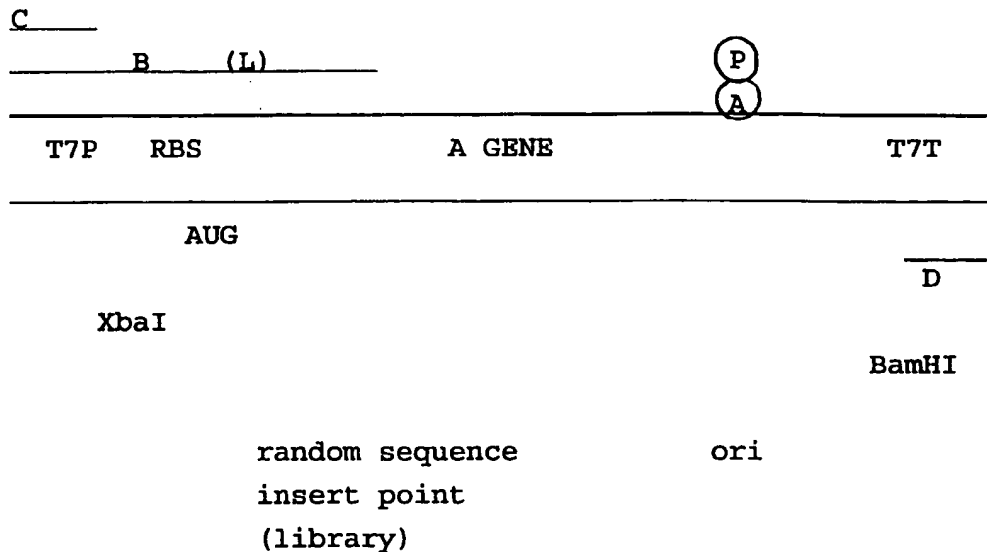 C
B (L) P
A
T7P RBS A GENE T7T
AUG
D
XbaI
BamHI
random sequence ori
insert point
(library)